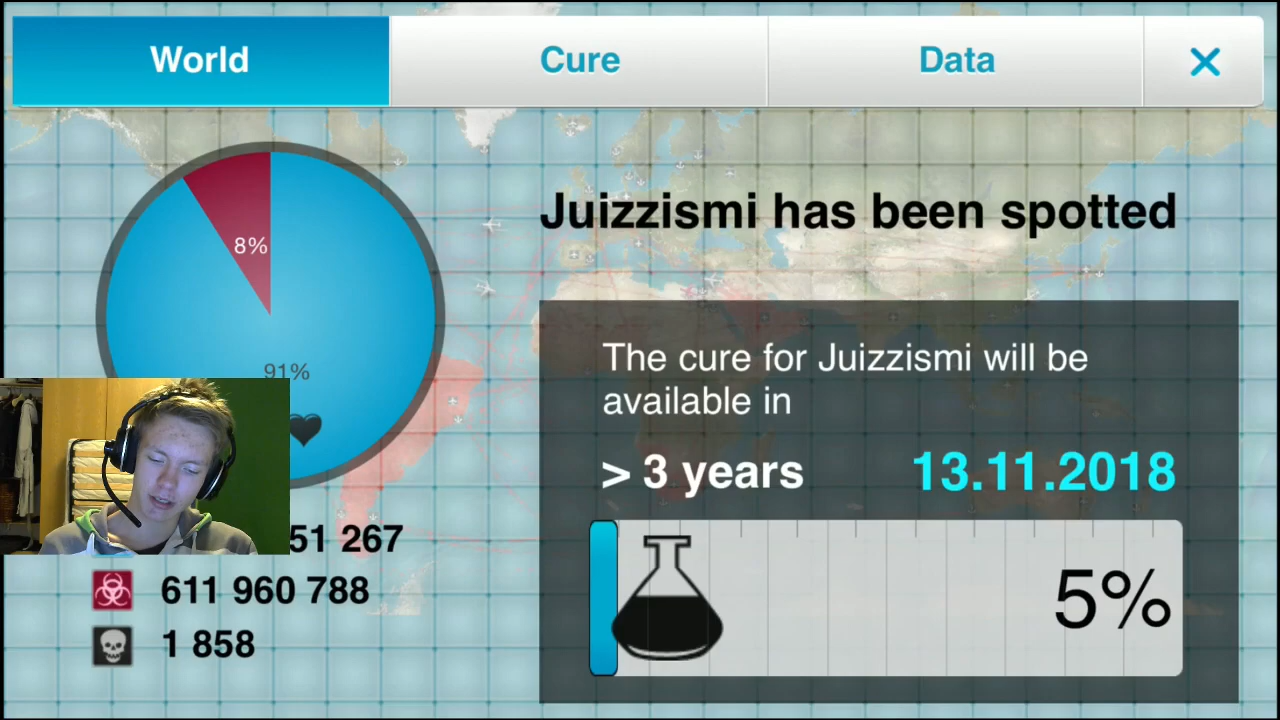 World
Cure
Data
8%
91%
Juizzismi has been spotted
The cure for Juizzismi will be
available in
> 3 years
13.11.2018
5%
51 267
611 960 788
1 858